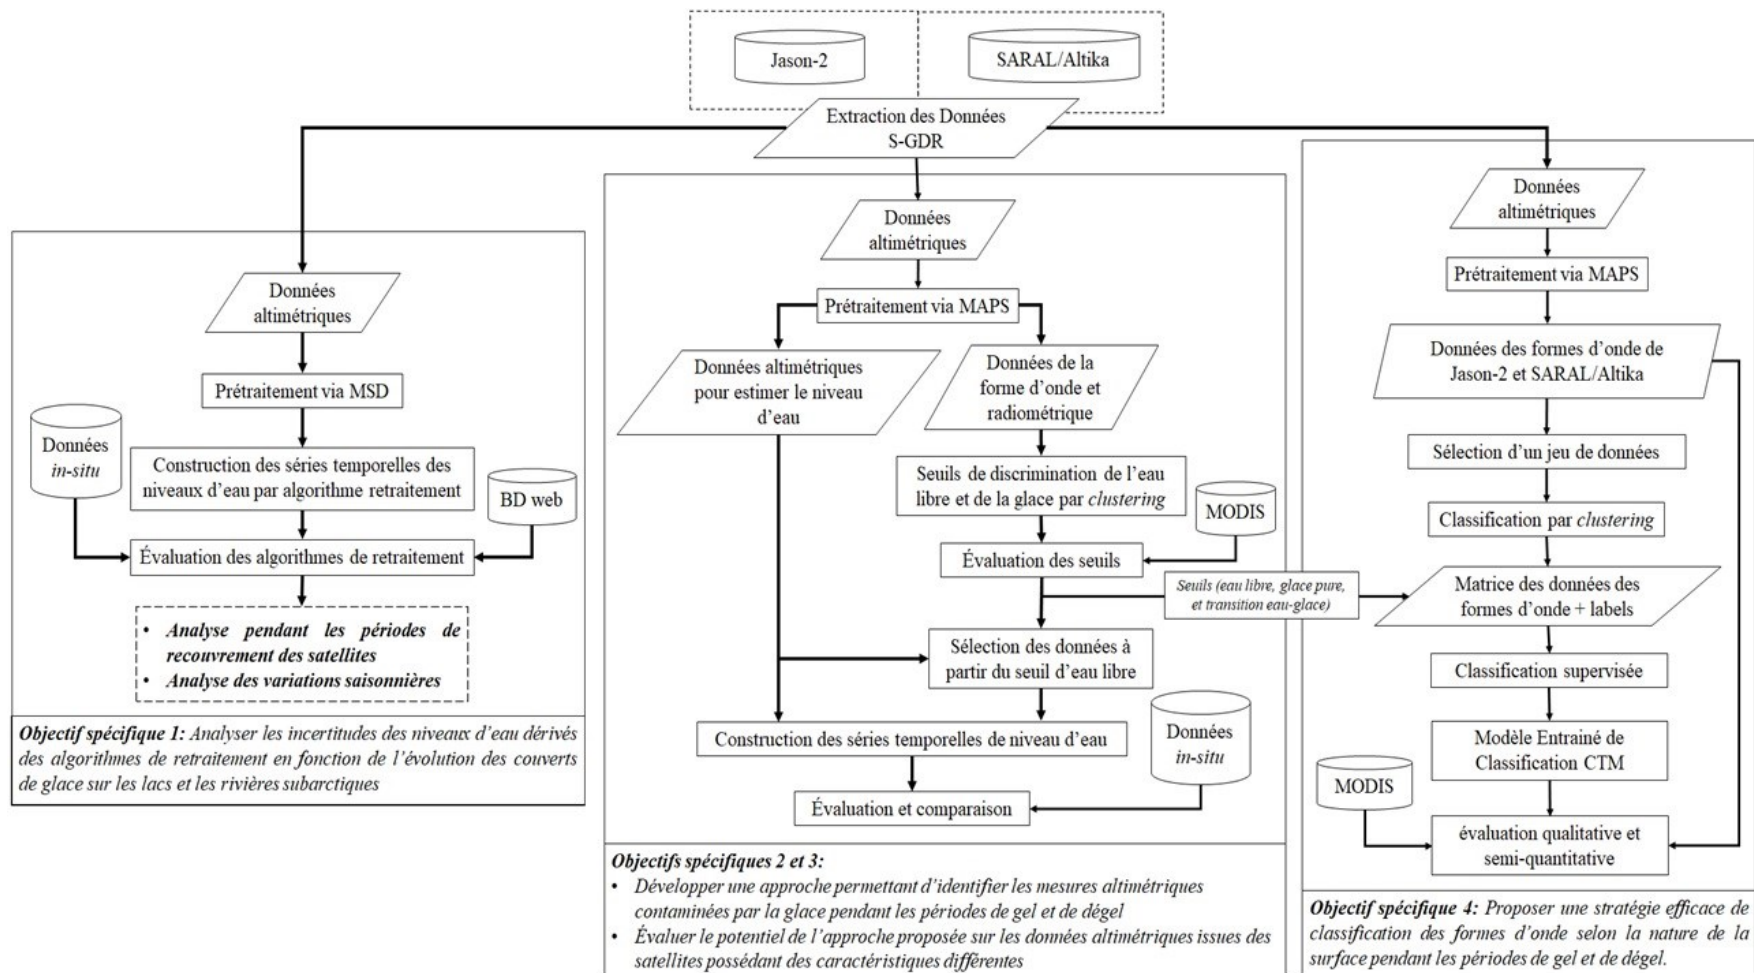 Jason-2
SARAL/Altika
Extraction des Données
S-GDR
Données
altimétriques
Prétraitement via MSD
Données
in-situ
Construction des séries temporelles des
niveaux d'eau par algorithme retraitement
BD web
Évaluation des algorithmes de retraitement
• Analyse pendant les périodes de
recouvrement des satellites
• Analyse des variations saisonnières
Objectif spécifique 1: Analyser les incertitudes des niveaux d'eau dérivés
des algorithmes de retraitement en fonction de l'évolution des couverts
de glace sur les lacs et les rivières subarctiques
Données
altimétriques
Prétraitement via MAPS
Données altimétriques
pour estimer le niveau
d'eau
Données de la
forme d'onde et
radiométrique
Seuils de discrimination de l'eau
libre et de la glace par clustering
MODIS
Évaluation des seuils
Seuils (eau libre, glace pure,
et transition eau-glace)
Sélection des données à
partir du seuil d'eau libre
Construction des séries temporelles de niveau d'eau
Données
in-situ
Évaluation et comparaison
Objectifs spécifiques 2 et 3:
• Développer une approche permettant d'identifier les mesures altimétriques
contaminées par la glace pendant les périodes de gel et de dégel
• Évaluer le potentiel de l'approche proposée sur les données altimétriques issues des
satellites possédant des caractéristiques différentes
Données
altimétriques
Prétraitement via MAPS
Données des formes d'onde de
Jason-2 et SARAL/Altika
Sélection d'un jeu de données
Classification par clustering
Matrice des données des
formes d'onde + labels
Classification supervisée
Modèle Entrainé de
Classification CTM
MODIS
évaluation qualitative et
semi-quantitative
Objectif spécifique 4: Proposer une stratégie efficace de
classification des formes d'onde selon la nature de la
surface pendant les périodes de gel et de dégel.